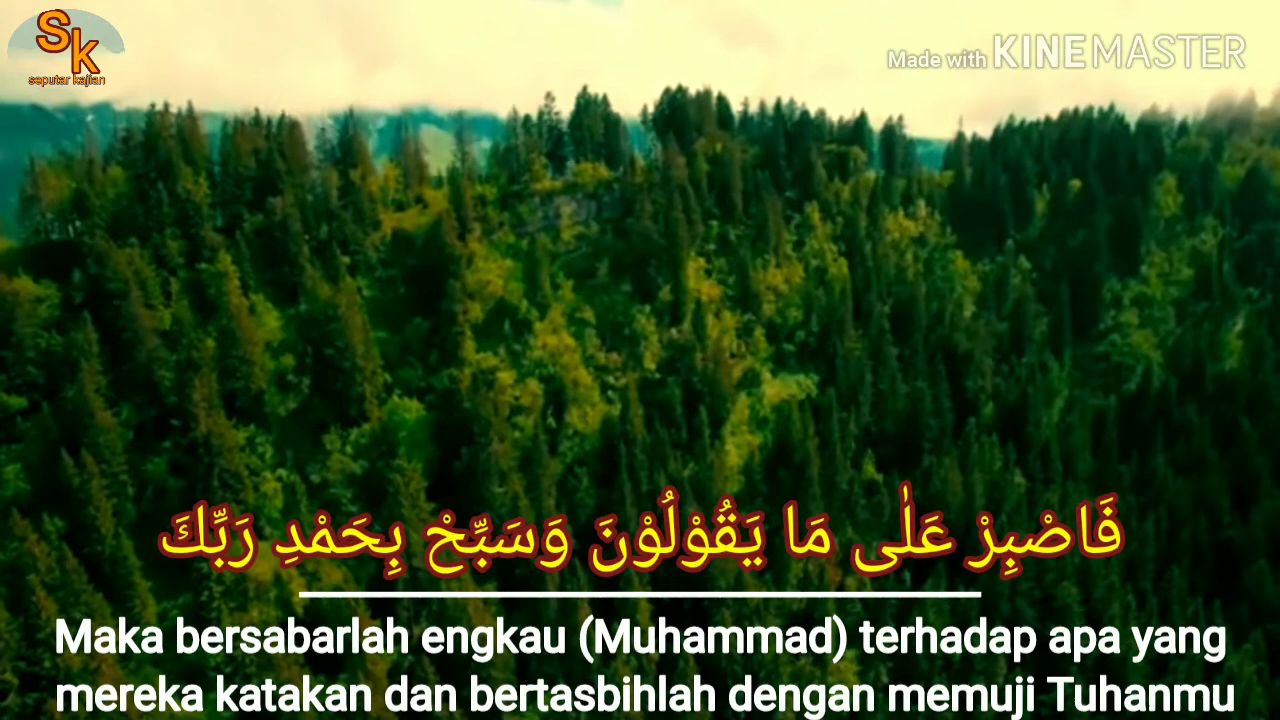 SK
seputar kajian
Made with KINEMASTER
فَاصْبِرْ عَلٰى مَا يَقُوْلُوْنَ وَسَبِّحْ بِحَمْدِ رَبِّكَ
Maka bersabarlah engkau (Muhammad) terhadap apa yang
mereka katakan dan bertasbihlah dengan memuji Tuhanmu